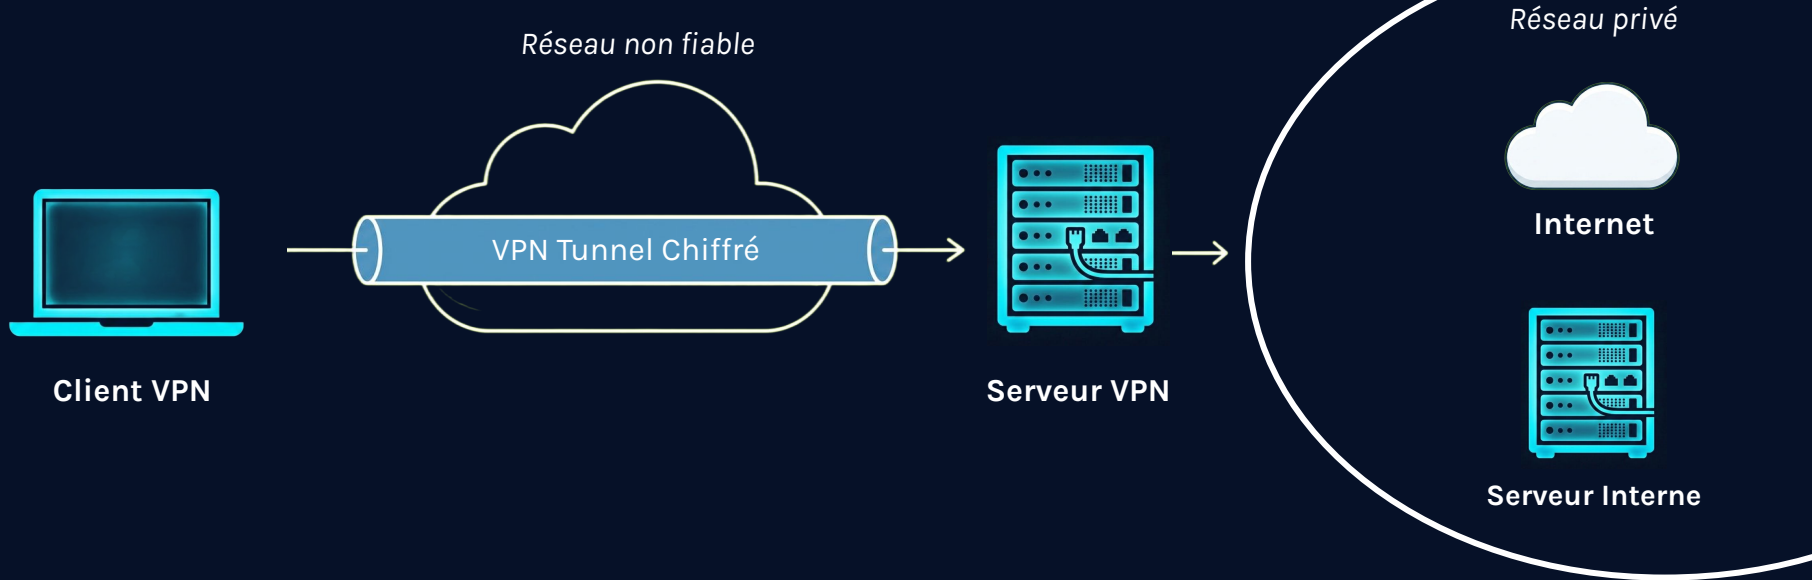 Réseau non fiable
Réseau privé
VPN Tunnel Chiffré
Internet
Client VPN
Serveur VPN
Serveur Interne